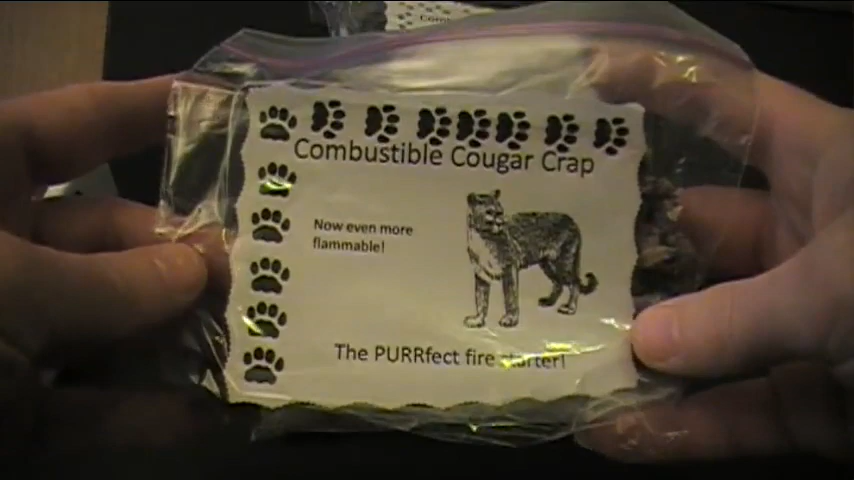 Combustible Cougar Crap
Now even more
flammable!
The PURRfect fire starter!